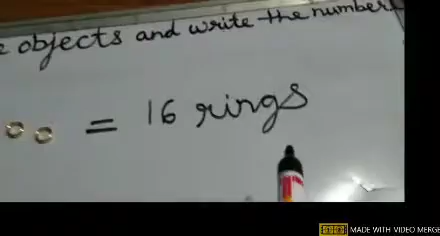 objects and write the number
= 16 rings
MADE WITH VIDEO MERGE